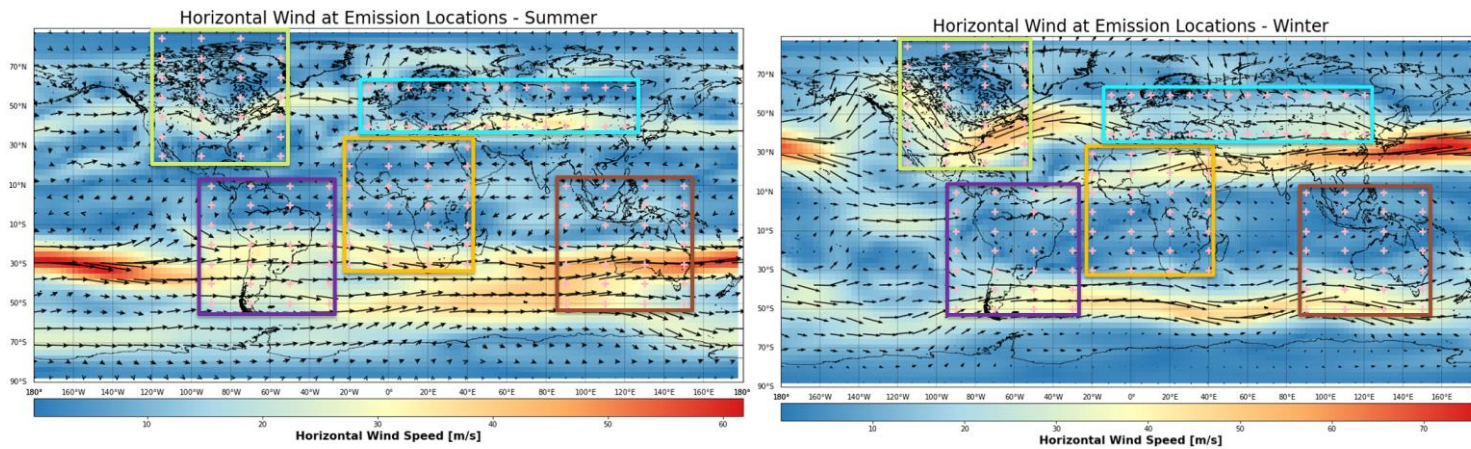 Horizontal Wind at Emission Locations - Summer
70°N
50°N
30°N
10°N
10°S
30°S
50°S
70°S
90°S
180° 160°W 140°W 120°W 100°W 80°W 60°W 40°W 20°W 0° 20°E 40°E 60°E 80°E 100°E 120°E 140°E 160°E 180°
10 20 30 40 50 60
Horizontal Wind Speed [m/s]
Horizontal Wind at Emission Locations - Winter
70°N
50°N
30°N
10°N
10°S
30°S
50°S
70°S
90°S
180° 160°W 140°W 120°W 100°W 80°W 60°W 40°W 20°W 0° 20°E 40°E 60°E 80°E 100°E 120°E 140°E 160°E
10 20 30 40 50 60 70
Horizontal Wind Speed [m/s]